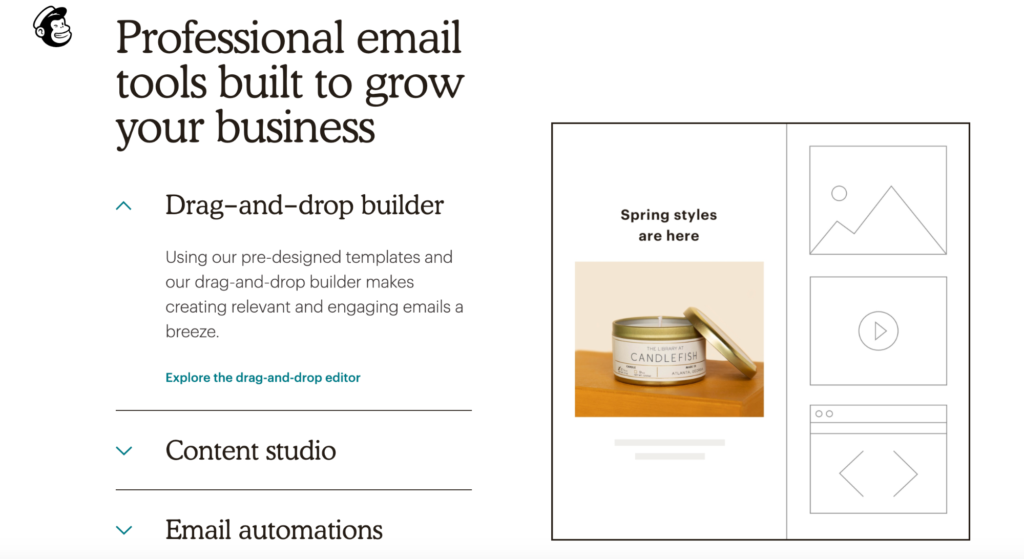 Professional email
tools built to grow
your business
Drag-and-drop builder
Using our pre-designed templates and
our drag-and-drop builder makes
creating relevant and engaging emails a
breeze.
Explore the drag-and-drop editor
Content studio
Email automations
Spring styles
are here
THE LIBRARY OF
CANDLEFISH